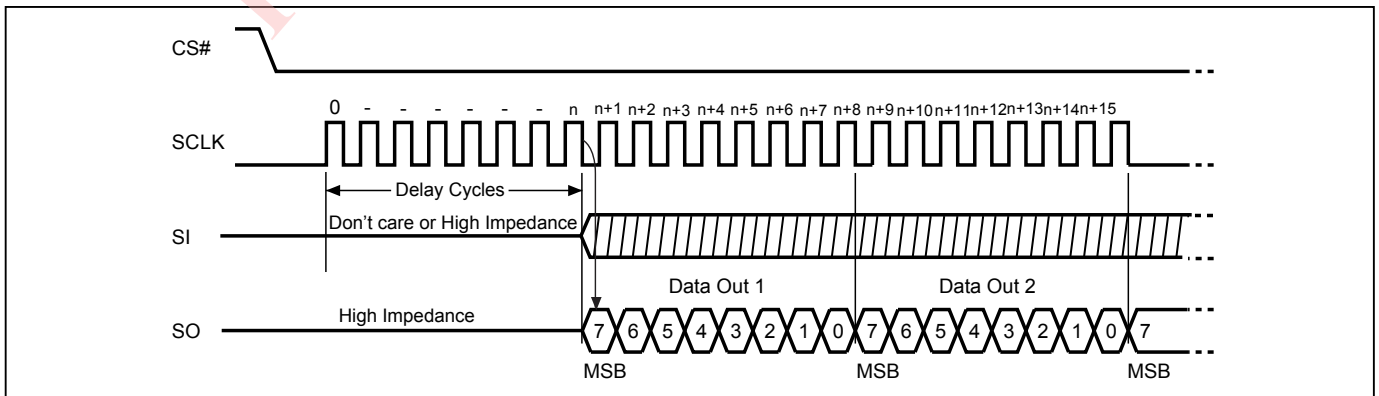 CS#
0 - - - - - - n n+1 n+2 n+3 n+4 n+5 n+6 n+7 n+8 n+9 n+10 n+11 n+12 n+13 n+14 n+15
SCLK
Delay Cycles
Don't care or High Impedance
SI
Data Out 1 Data Out 2
High Impedance
SO 7 6 5 4 3 2 1 0 7 6 5 4 3 2 1 0 7
MSB MSB MSB